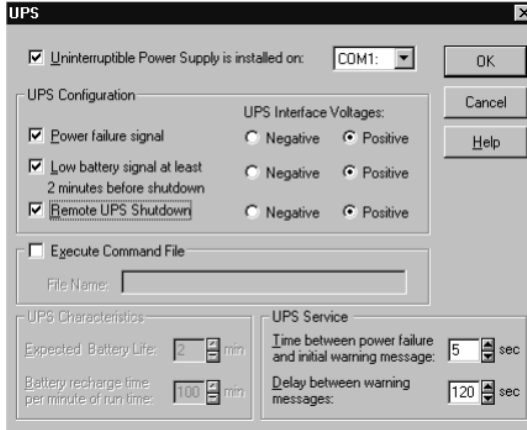 UPS
Uninterruptible Power Supply is installed on: COM1: OK
UPS Configuration Cancel
UPS Interface Voltages:
Power failure signal Negative Positive Help
Low battery signal at least Negative Positive
2 minutes before shutdown
Remote UPS Shutdown Negative Positive
Execute Command File
File Name:
UPS Characteristics UPS Service
Expected Battery Life: 2 min Time between power failure
and initial warning message: 5 sec
Battery recharge time
per minute of run time: 100 min Delay between warning
messages: 120 sec